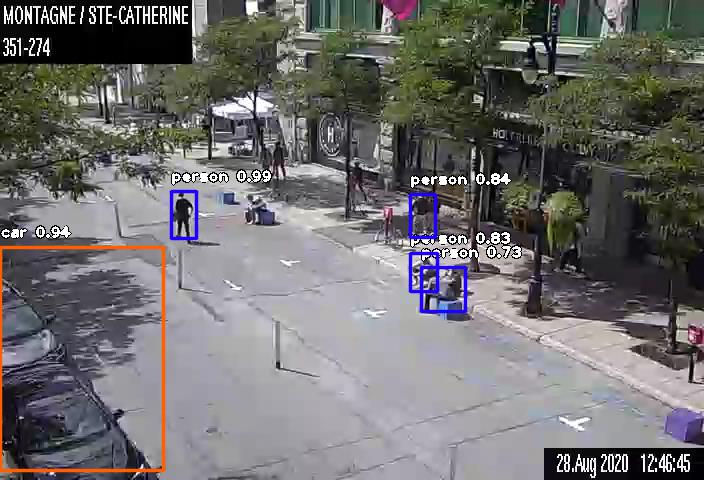 MONTAGNE / STE-CATHERINE
351-274
person 0.99
person 0.84
car 0.94
person 0.83
person 0.73
H
28.Aug 2020 12:46:45